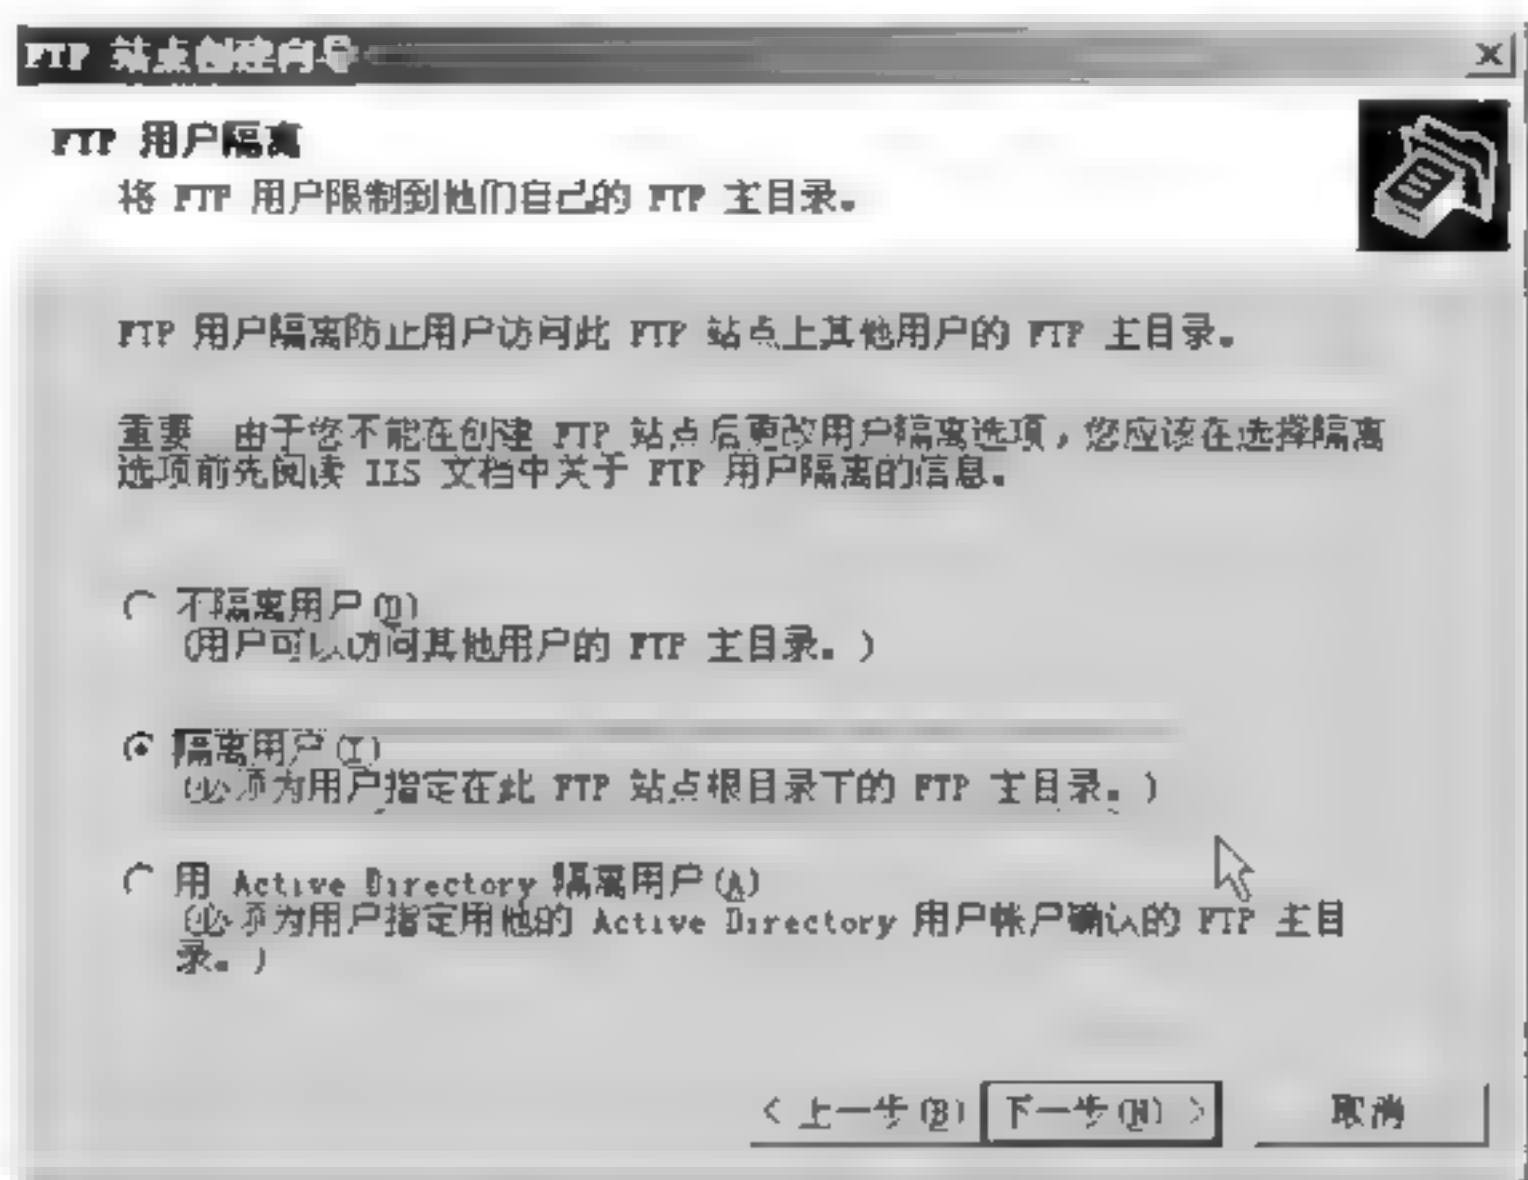 FTP 站点创建向导
FTP 用户隔离
将 FTP 用户限制到他们自己的 FTP 主目录。
FTP 用户隔离防止用户访问此 FTP 站点上其他用户的 FTP 主目录。
重要 由于您不能在创建 FTP 站点后更改用户隔离选项，您应该在选择隔离
选项前先阅读 IIS 文档中关于 FTP 用户隔离的信息。
不隔离用户(D)
(用户可以访问其他用户的 FTP 主目录。)
隔离用户(I)
(必须为用户指定在此 FTP 站点根目录下的 FTP 主目录。)
用 Active Directory 隔离用户(A)
(必须为用户指定用他的 Active Directory 用户帐户确认的 FTP 主目
录。)
< 上一步(B)
下一步(N) >
取消